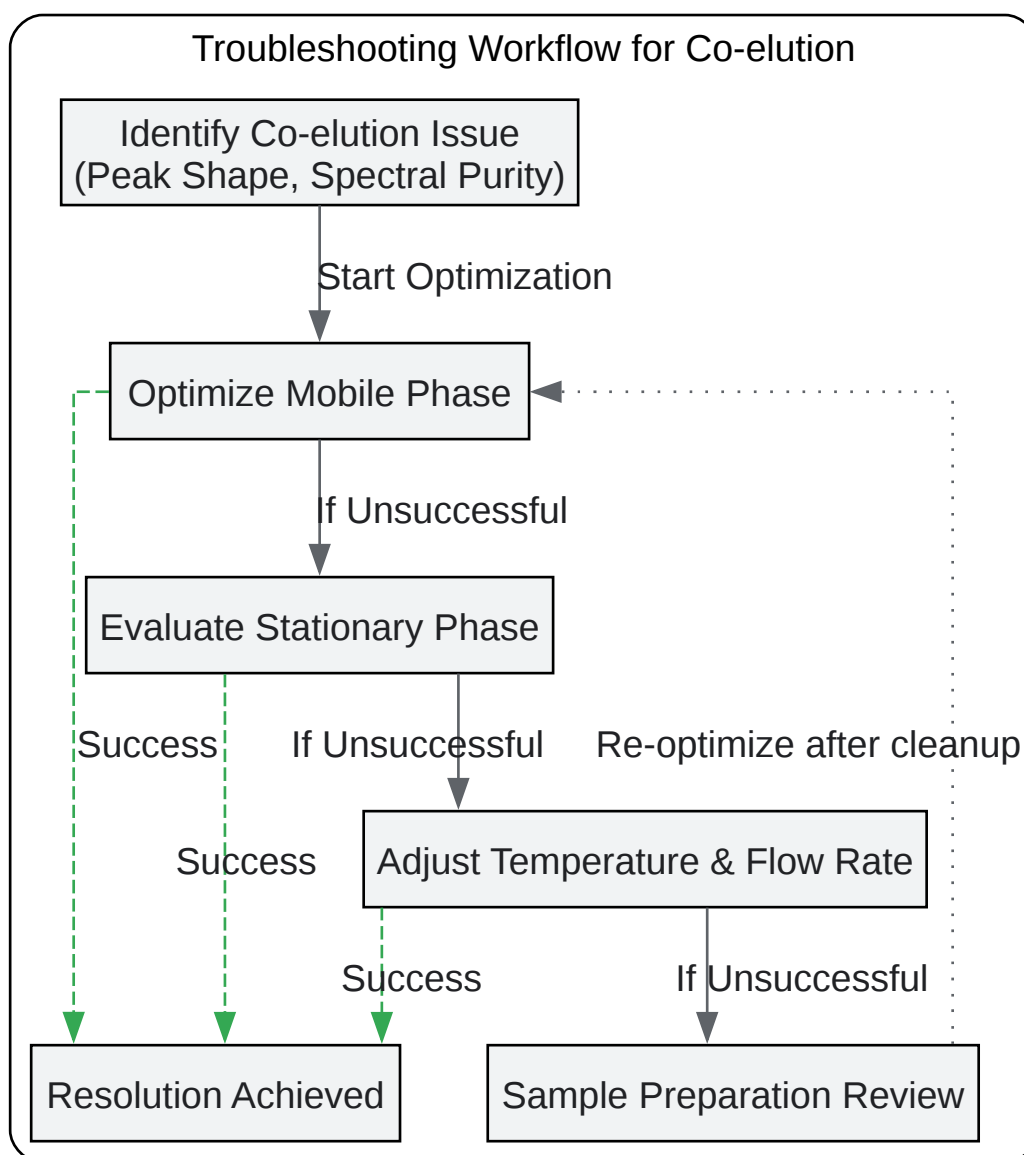 Troubleshooting Workflow for Co-elution
Identify Co-elution Issue
(Peak Shape, Spectral Purity)
Start Optimization
Optimize Mobile Phase
If Unsuccessful
Evaluate Stationary Phase
Success
If Unsuccessful
Re-optimize after cleanup
Success
Adjust Temperature & Flow Rate
Success
If Unsuccessful
Resolution Achieved
Sample Preparation Review